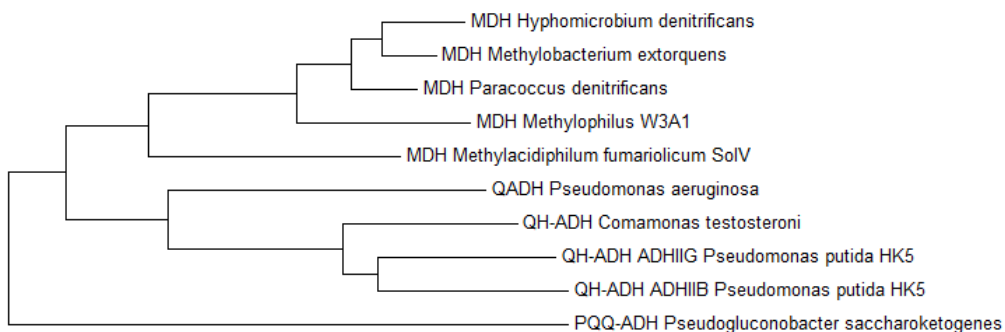 MDH Hyphomicrobium denitrificans
MDH Methylobacterium extorquens
MDH Paracoccus denitrificans
MDH Methylophilus W3A1
MDH Methylacidiphilum fumariolicum SolV
QADH Pseudomonas aeruginosa
QH-ADH Comamonas testosteroni
QH-ADH ADHIIG Pseudomonas putida HK5
QH-ADH ADHIIB Pseudomonas putida HK5
PQQ-ADH Pseudogluconobacter saccharoketogenes